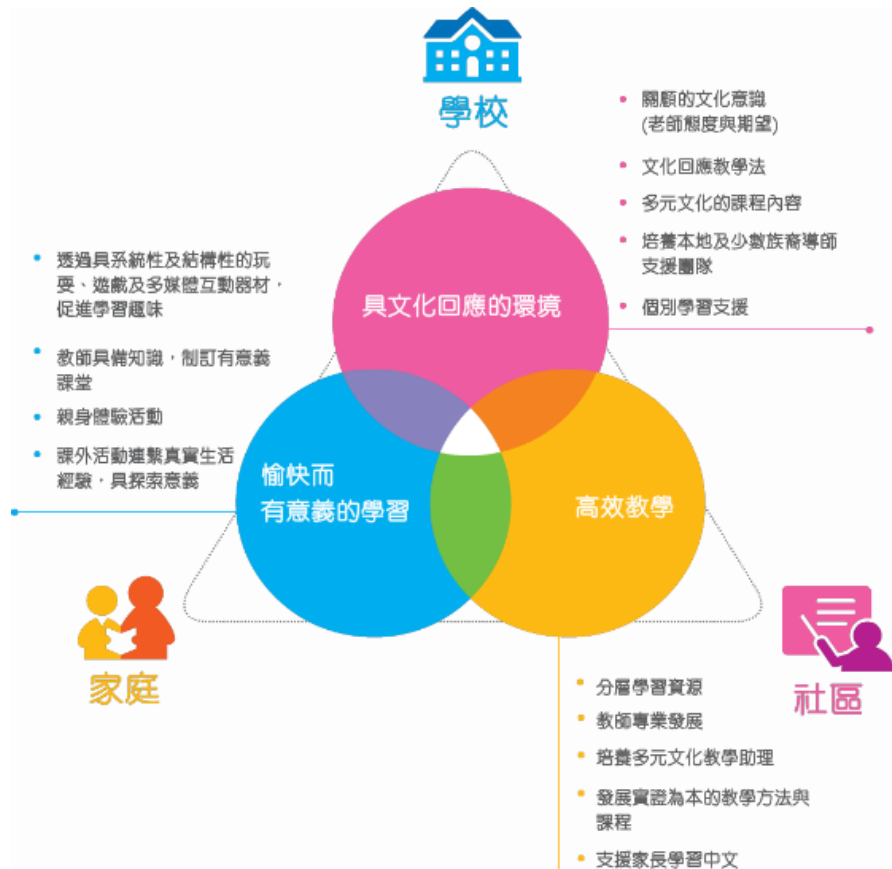 學校
關顧的文化意識
(老師態度與期望)
文化回應教學法
多元文化的課程內容
培養本地及少數族裔導師
支援團隊
個別學習支援
透過具系統性及結構性的玩
耍、遊戲及多媒體互動器材，
促進學習趣味
教師具備知識，制訂有意義
課堂
親身體驗活動
課外活動連繫真實生活
經驗，具探索意義
具文化回應的環境
愉快而
有意義的學習
高效教學
家庭
社區
分層學習資源
教師專業發展
培養多元文化教學助理
發展實證為本的教學方法與
課程
支援家長學習中文